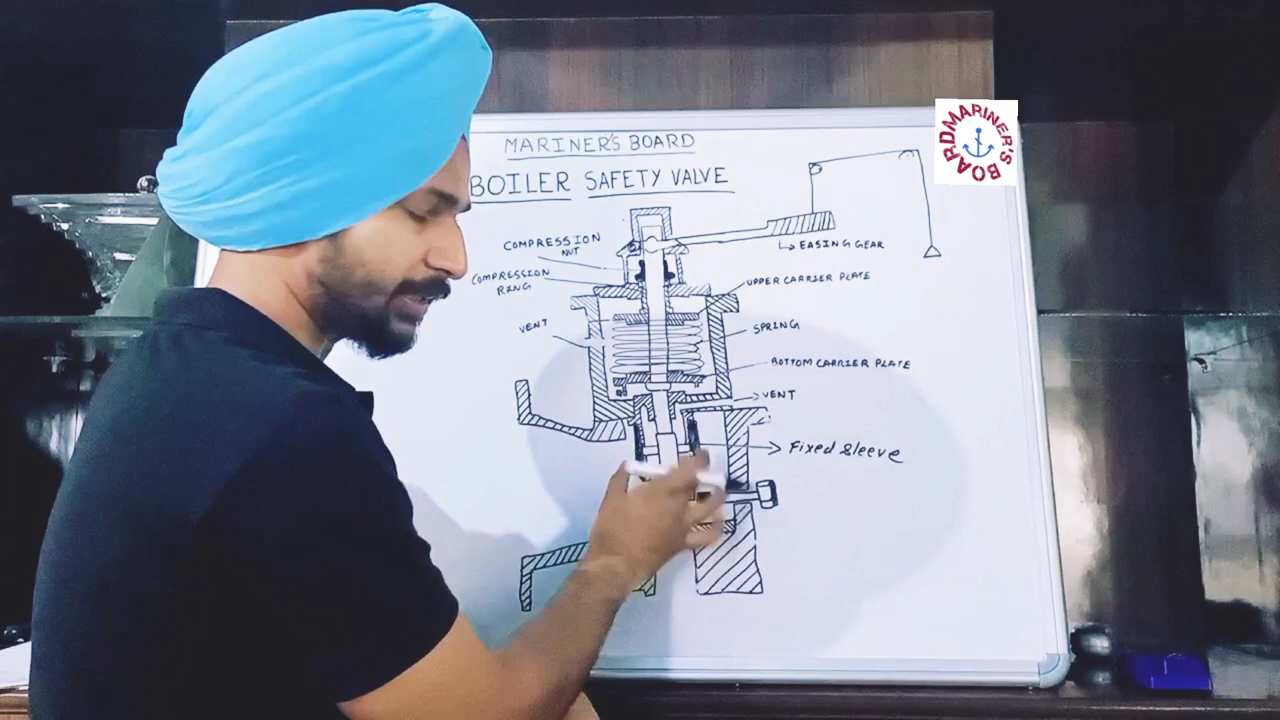 MARINER'S BOARD
BOILER SAFETY VALVE
MARINER'S BOARD
COMPRESSION
NUT
EASING GEAR
COMPRESSION
RING
UPPER CARRIER PLATE
VENT
SPRING
BOTTOM CARRIER PLATE
VENT
Fixed sleeve